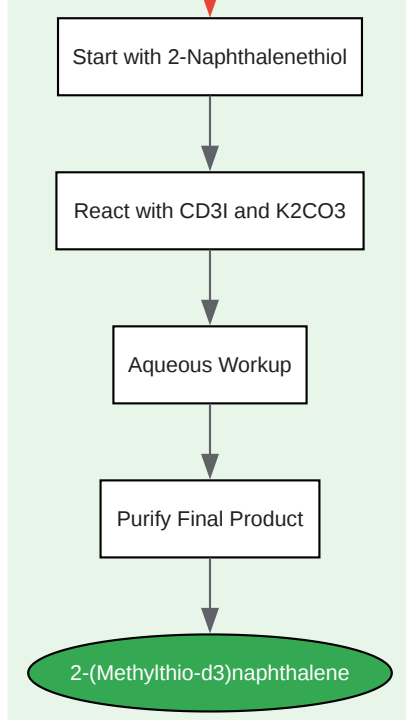 Start with 2-Naphthalenethiol
React with CD3I and K2CO3
Aqueous Workup
Purify Final Product
2-(Methylthio-d3)naphthalene